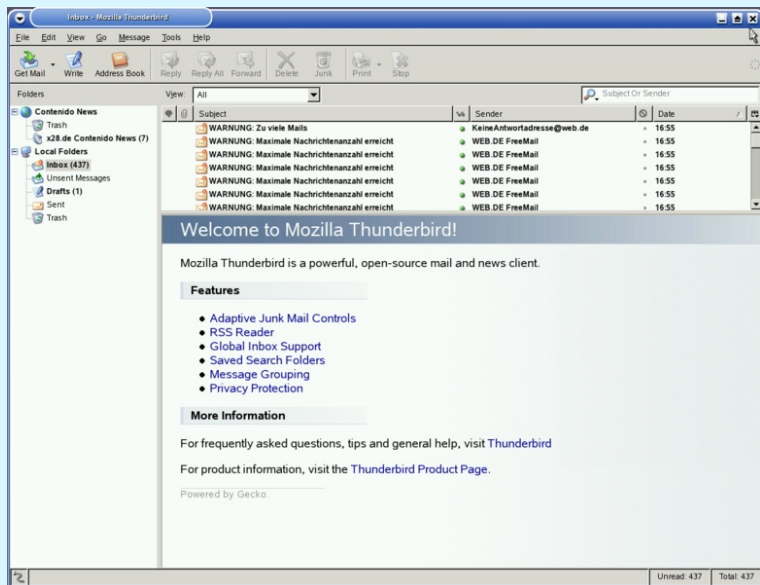 Inbox - Mozilla Thunderbird
File Edit View Go Message Tools Help
Get Mail Write Address Book Reply Reply All Forward Delete Junk Print Stop
Folders View: All Subject Or Sender
Contenido News
Trash
x28.de Contenido News (7)
Local Folders
Inbox (437)
Unsent Messages
Drafts (1)
Sent
Trash
Subject Sender Date
WARNUNG: Zu viele Mails KeineAntwortadresse@web.de 16:55
WARNUNG: Maximale Nachrichtenanzahl erreicht WEB.DE FreeMail 16:55
WARNUNG: Maximale Nachrichtenanzahl erreicht WEB.DE FreeMail 16:55
WARNUNG: Maximale Nachrichtenanzahl erreicht WEB.DE FreeMail 16:55
WARNUNG: Maximale Nachrichtenanzahl erreicht WEB.DE FreeMail 16:55
WARNUNG: Maximale Nachrichtenanzahl erreicht WEB.DE FreeMail 16:55
WARNUNG: Maximale Nachrichtenanzahl erreicht WEB.DE FreeMail 16:55
Welcome to Mozilla Thunderbird!
Mozilla Thunderbird is a powerful, open-source mail and news client.
Features
Adaptive Junk Mail Controls
RSS Reader
Global Inbox Support
Saved Search Folders
Message Grouping
Privacy Protection
More Information
For frequently asked questions, tips and general help, visit Thunderbird
For product information, visit the Thunderbird Product Page.
Powered by Gecko.
Unread: 437 Total: 437